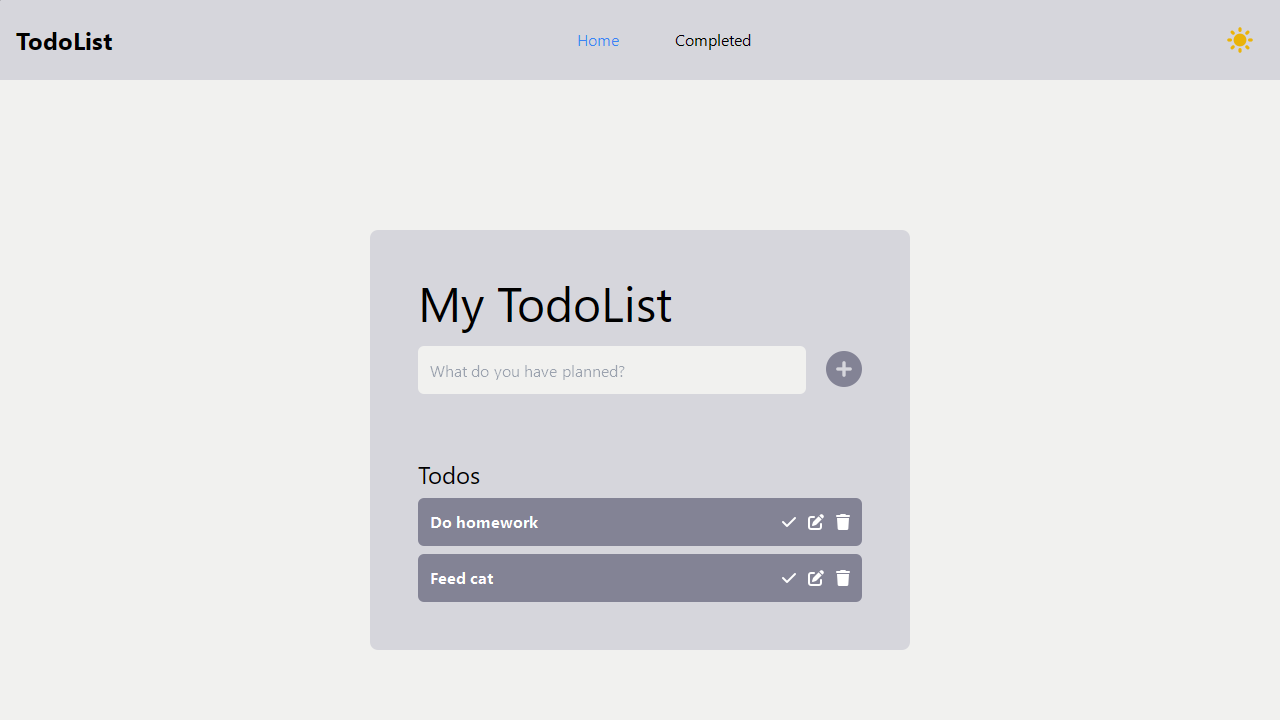 TodoList
Home
Completed
My TodoList
What do you have planned?
Todos
Do homework
Feed cat